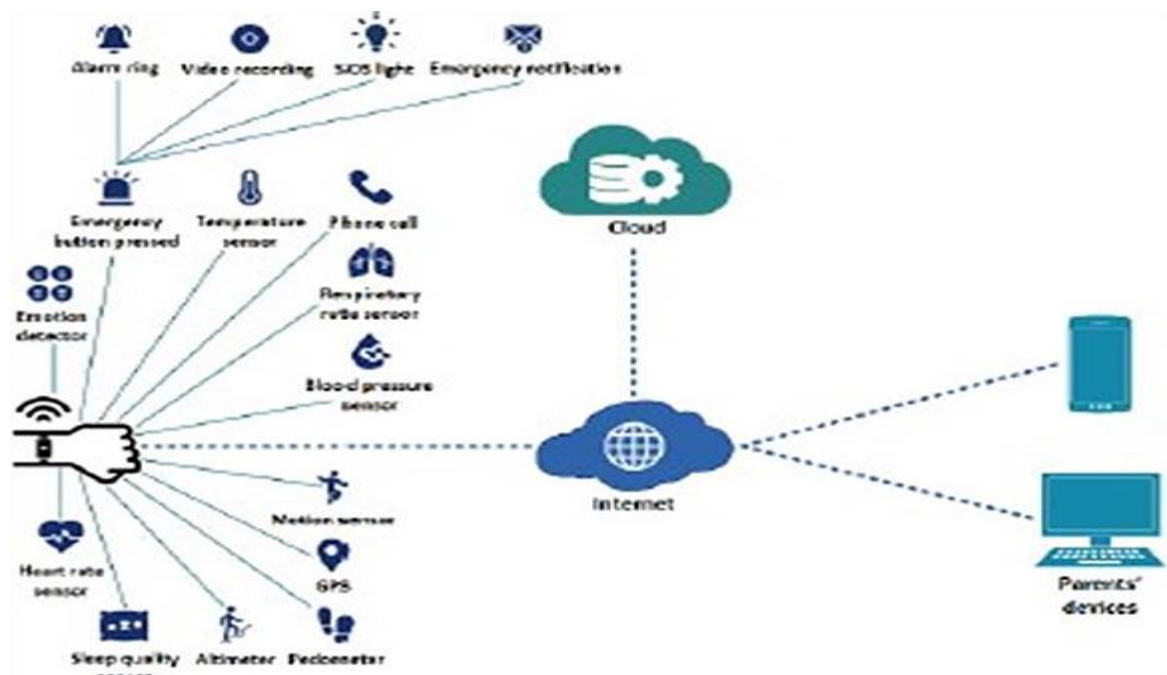 Alarm ring Video recording SOS light Emergency notification
Emergency
button pressed
Temperature
sensor
Phone call
Emotion
detector
Respiratory
rate sensor
Blood pressure
sensor
Cloud
Internet
Motion sensor
GPS
Heart rate
sensor
Sleep quality
Altimeter Pedometer
Parents'
devices